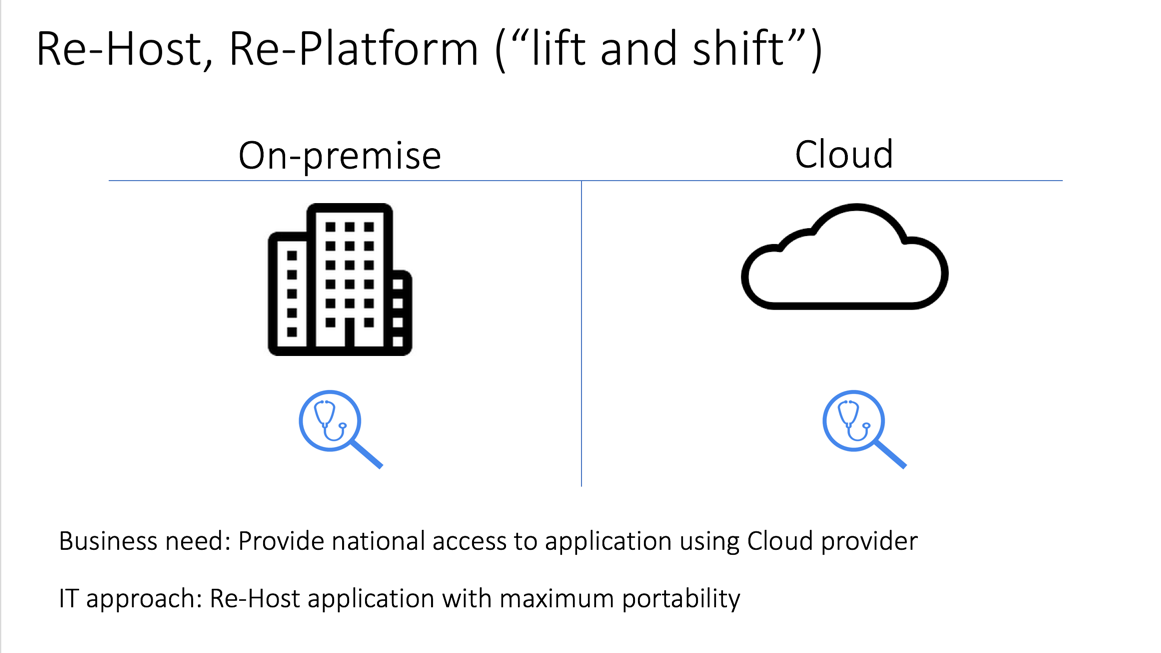 Re-Host, Re-Platform (“lift and shift”)
On-premise
Cloud
Business need: Provide national access to application using Cloud provider
IT approach: Re-Host application with maximum portability